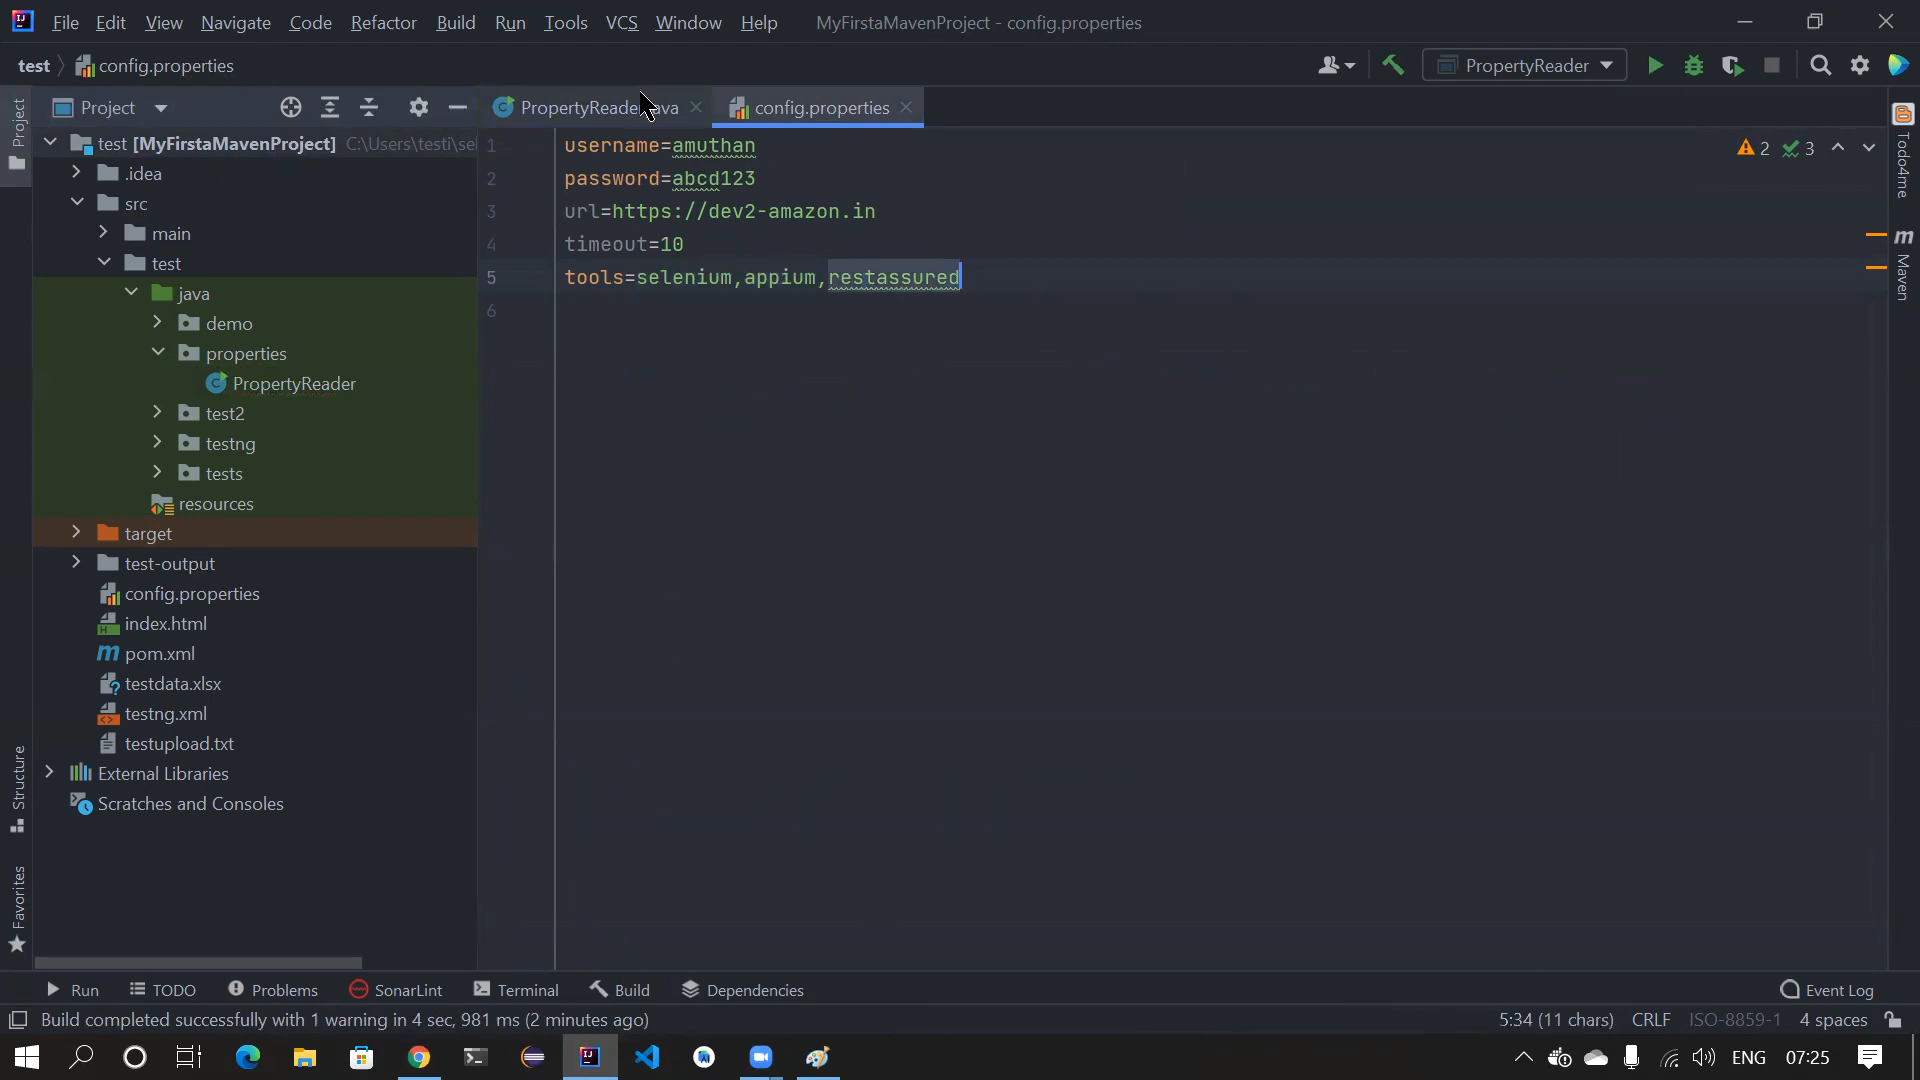 File Edit View Navigate Code Refactor Build Run Tools VCS Window Help MyFirstaMavenProject - config.properties
test config.properties PropertyReader
Project PropertyReader.java config.properties
test [MyFirstaMavenProject] C:\Users\testi\sel
.idea
src
main
test
java
demo
properties
PropertyReader
test2
testng
tests
resources
target
test-output
config.properties
index.html
pom.xml
testdata.xlsx
testng.xml
testupload.txt
External Libraries
Scratches and Consoles
1 username=amuthan
2 password=abcd123
3 url=https://dev2-amazon.in
4 timeout=10
5 tools=selenium,appium,restassured
6
2 3
Project
Structure
Favorites
Todo4me
Maven
Run TODO Problems SonarLint Terminal Build Dependencies Event Log
Build completed successfully with 1 warning in 4 sec, 981 ms (2 minutes ago) 5:34 (11 chars) CRLF ISO-8859-1 4 spaces
ENG 07:25